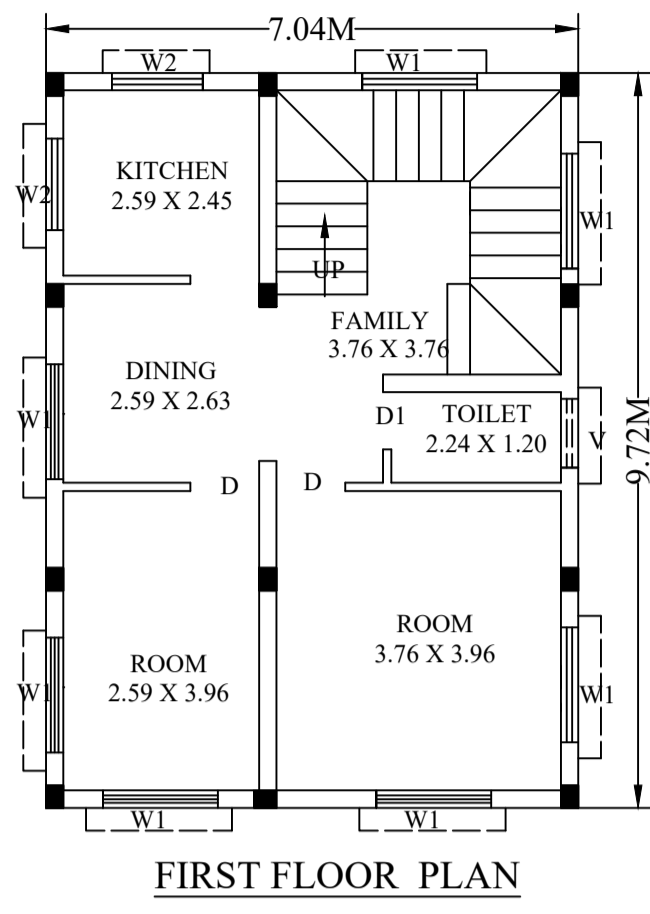 7.04M
W2
W1
KITCHEN
2.59 X 2.45
W2
W1
UP
FAMILY
3.76 X 3.76
9.72M
DINING
2.59 X 2.63
W1
D1
TOILET
2.24 X 1.20
V
D
D
ROOM
3.76 X 3.96
ROOM
2.59 X 3.96
W1
W1
W1
W1
FIRST FLOOR PLAN